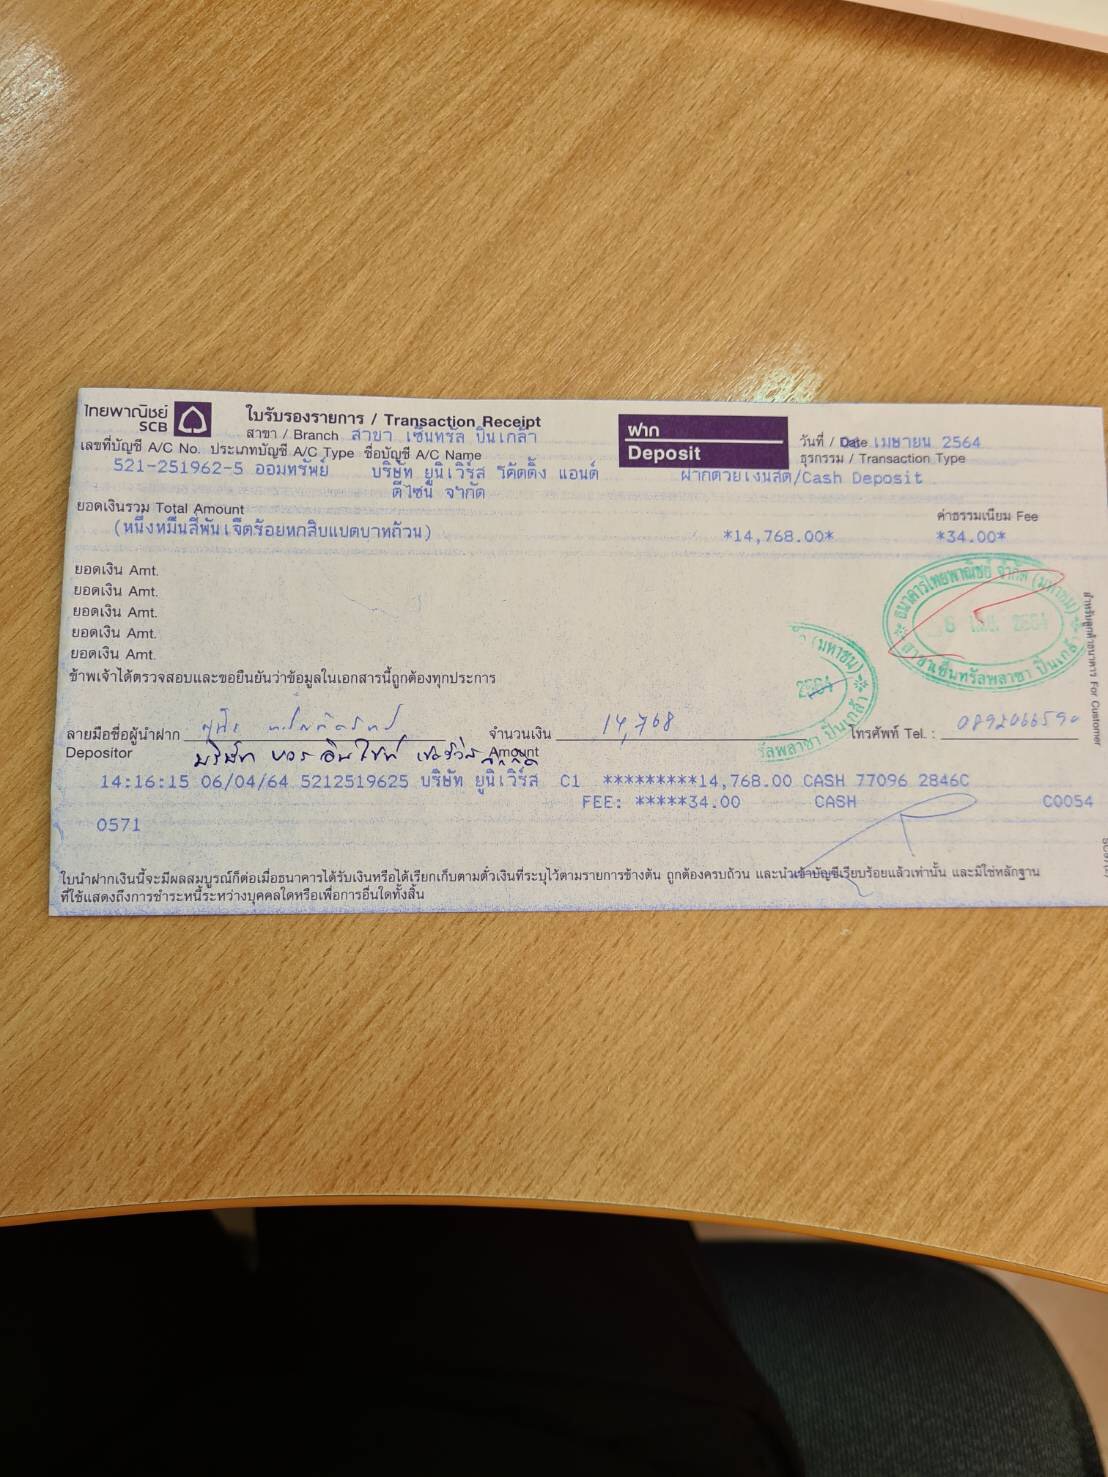 ไทยพาณิชย์
SCB
ใบรับรองรายการ / Transaction Receipt
สาขา / Branch สาขา เซ็นทรัล ปิ่นเกล้า
ฝาก
Deposit
วันที่ / Date เมษายน 2564
เลขที่บัญชี A/C No. ประเภทบัญชี A/C Type ชื่อบัญชี A/C Name
ธุรกรรม / Transaction Type
521-251962-5 ออมทรัพย์ บริษัท ยูนิเวิร์ส โค้ดดิ้ง แอนด์
ดีไซน์ จำกัด
ฝากด้วยเงินสด/Cash Deposit
ยอดเงินรวม Total Amount
ค่าธรรมเนียม Fee
(หนึ่งหมื่นสี่พันเจ็ดร้อยหกสิบแปดบาทถ้วน) *14,768.00* *34.00*
ยอดเงิน Amt.
ยอดเงิน Amt.
ยอดเงิน Amt.
ยอดเงิน Amt.
ยอดเงิน Amt.
ธนาคารไทยพาณิชย์ จำกัด (มหาชน)
6 เม.ย. 2564
สาขาเซ็นทรัลพลาซา ปิ่นเกล้า
(มหาชน)
2564
รัลพลาซา ปิ่นเกล้า
สำหรับลูกค้าธนาคาร For Customer
ข้าพเจ้าได้ตรวจสอบและขอยืนยันว่าข้อมูลในเอกสารนี้ถูกต้องทุกประการ
ลายมือชื่อผู้นำฝาก
Depositor
บริษัท
จำนวนเงิน 14,768
Amount
โทรศัพท์ Tel. : 0892066590
14:16:15 06/04/64 5212519625 บริษัท ยูนิเวิร์ส C1 *********14,768.00 CASH 77096 2846C
FEE: *****34.00 CASH C0054
0571
ใบนำฝากเงินนี้จะมีผลสมบูรณ์ก็ต่อเมื่อธนาคารได้รับเงินหรือได้เรียกเก็บตามตั๋วเงินที่ระบุไว้ตามรายการข้างต้น ถูกต้องครบถ้วน และนำเข้าบัญชีเรียบร้อยแล้วเท่านั้น และมิใช่หลักฐาน
ที่ใช้แสดงถึงการชำระหนี้ระหว่างบุคคลใดหรือเพื่อการอื่นใดทั้งสิ้น